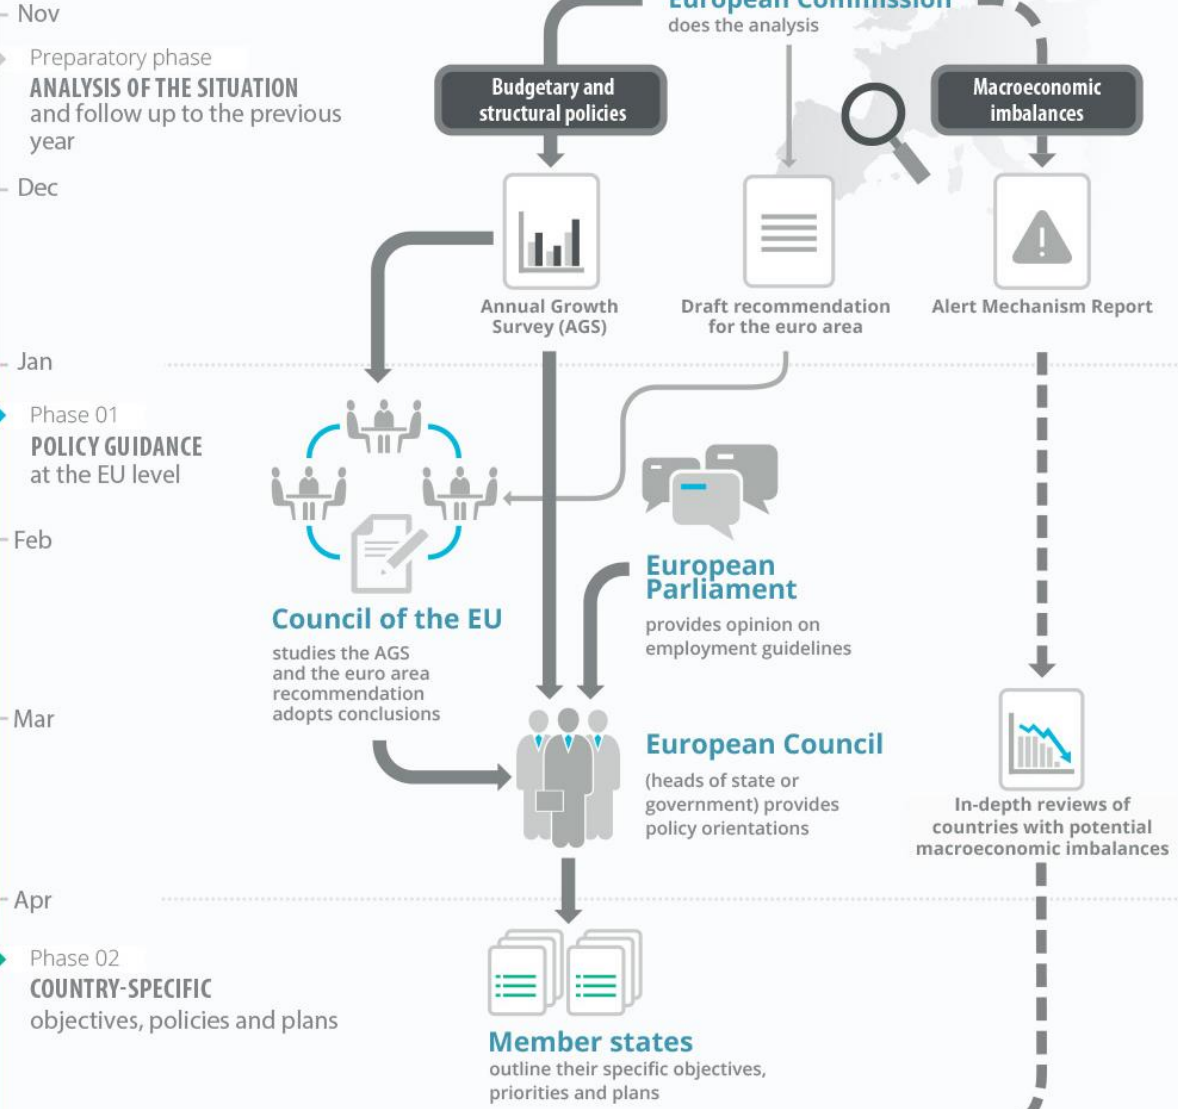 Nov
European Commission
does the analysis
Preparatory phase
ANALYSIS OF THE SITUATION
and follow up to the previous
year
Budgetary and
structural policies
Macroeconomic
imbalances
Dec
Annual Growth
Survey (AGS)
Draft recommendation
for the euro area
Alert Mechanism Report
Jan
Phase 01
POLICY GUIDANCE
at the EU level
Feb
Council of the EU
studies the AGS
and the euro area
recommendation
adopts conclusions
European
Parliament
provides opinion on
employment guidelines
Mar
European Council
(heads of state or
government) provides
policy orientations
In-depth reviews of
countries with potential
macroeconomic imbalances
Apr
Phase 02
COUNTRY-SPECIFIC
objectives, policies and plans
Member states
outline their specific objectives,
priorities and plans